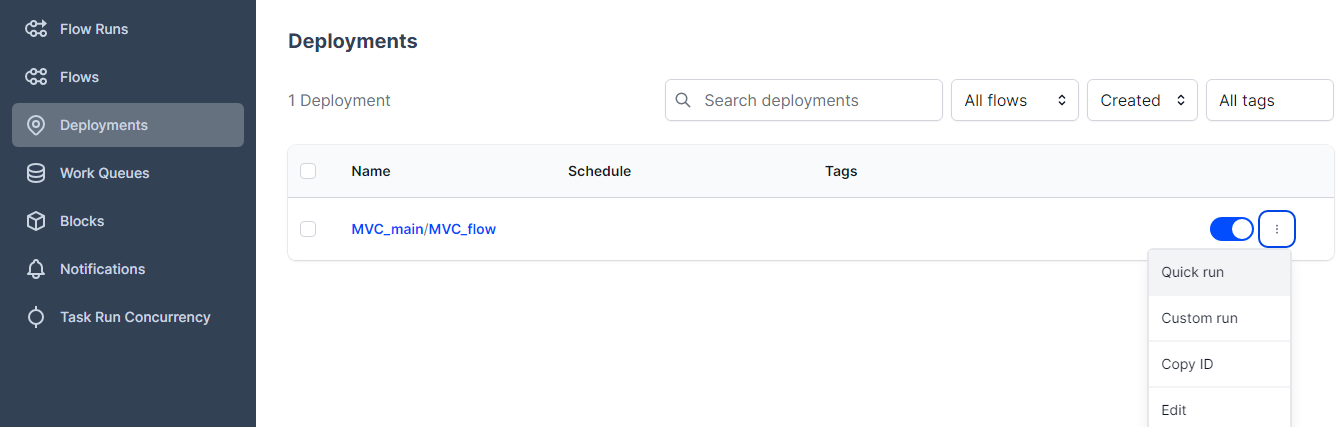 Flow Runs
Flows
Deployments
Work Queues
Blocks
Notifications
Task Run Concurrency
Deployments
1 Deployment
Search deployments
All flows
Created
All tags
Name Schedule Tags
MVC_main/MVC_flow
Quick run
Custom run
Copy ID
Edit